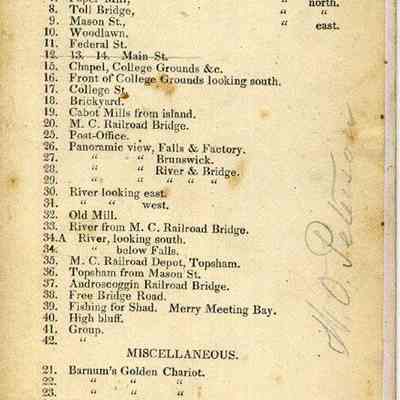 7. Paper Mill, " north.
8. Toll Bridge, " "
9. Mason St., " east.
10. Woodlawn.
11. Federal St.
12. 13. 14. Main St.
15. Chapel, College Grounds &c.
16. Front of College Grounds looking south.
17. College St.
18. Brickyard.
19. Cabot Mills from island.
20. M. C. Railroad Bridge.
25. Post-Office.
26. Panoramic view, Falls & Factory.
27. " " Brunswick.
28. " " River & Bridge.
29. " " " " "
30. River looking east.
31. " " west.
32. Old Mill.
33. River from M. C. Railroad Bridge.
34.A River, looking south.
34. " below Falls.
35. M. C. Railroad Depot, Topsham.
36. Topsham from Mason St.
37. Androscoggin Railroad Bridge.
38. Free Bridge Road.
39. Fishing for Shad. Merry Meeting Bay.
40. High bluff.
41. Group.
42. "
MISCELLANEOUS.
21. Barnum's Golden Chariot.
22. " " "
23. " " "
O. Peterson